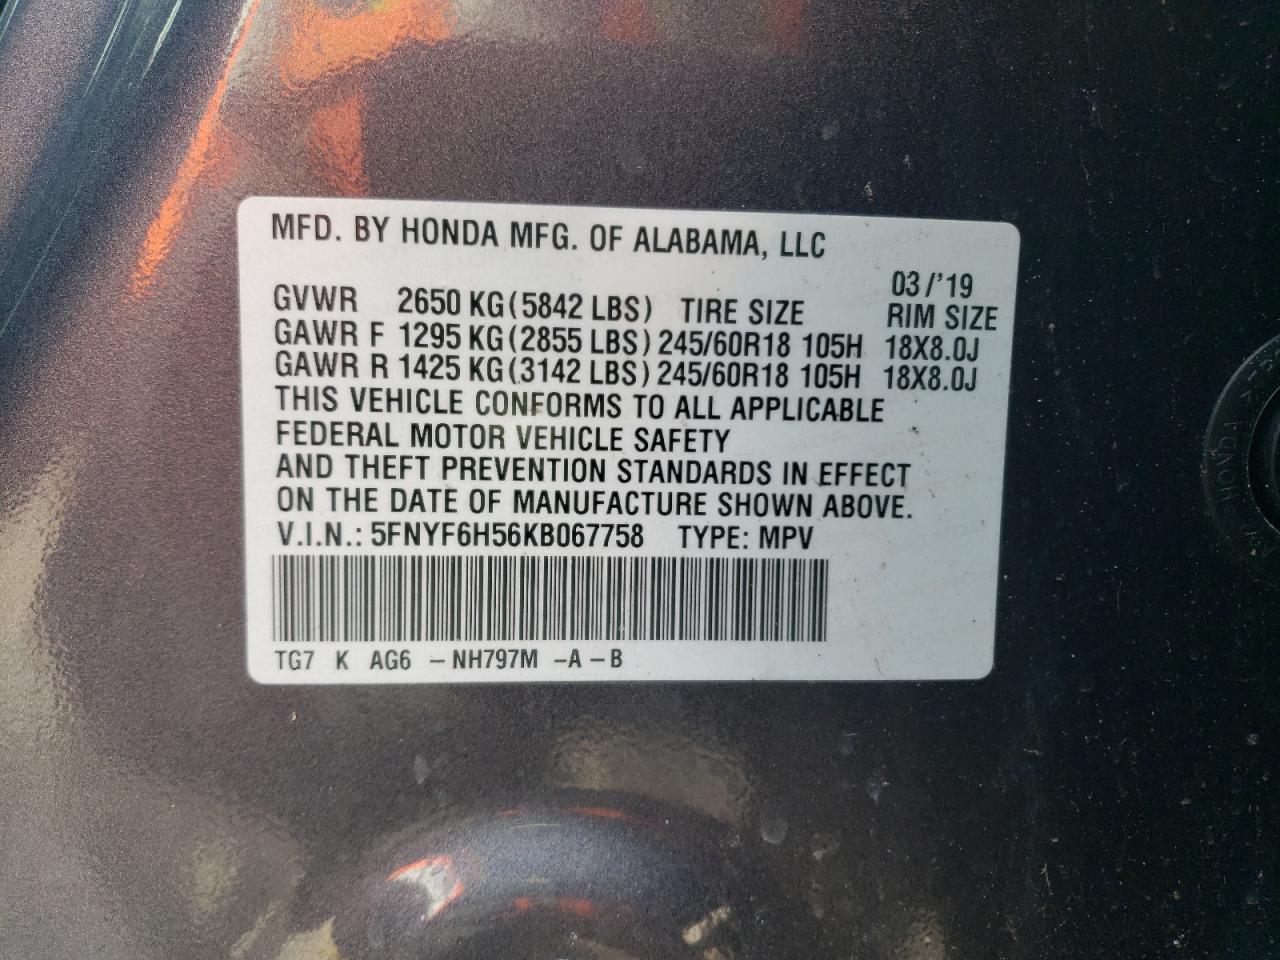 MFD. BY HONDA MFG. OF ALABAMA, LLC
03/'19
GVWR 2650 KG(5842 LBS) TIRE SIZE RIM SIZE
GAWR F 1295 KG(2855 LBS) 245/60R18 105H 18X8.0J
GAWR R 1425 KG(3142 LBS) 245/60R18 105H 18X8.0J
THIS VEHICLE CONFORMS TO ALL APPLICABLE
FEDERAL MOTOR VEHICLE SAFETY
AND THEFT PREVENTION STANDARDS IN EFFECT
ON THE DATE OF MANUFACTURE SHOWN ABOVE.
V.I.N.: 5FNYF6H56KB067758 TYPE: MPV
TG7 K AG6 -NH797M -A -B